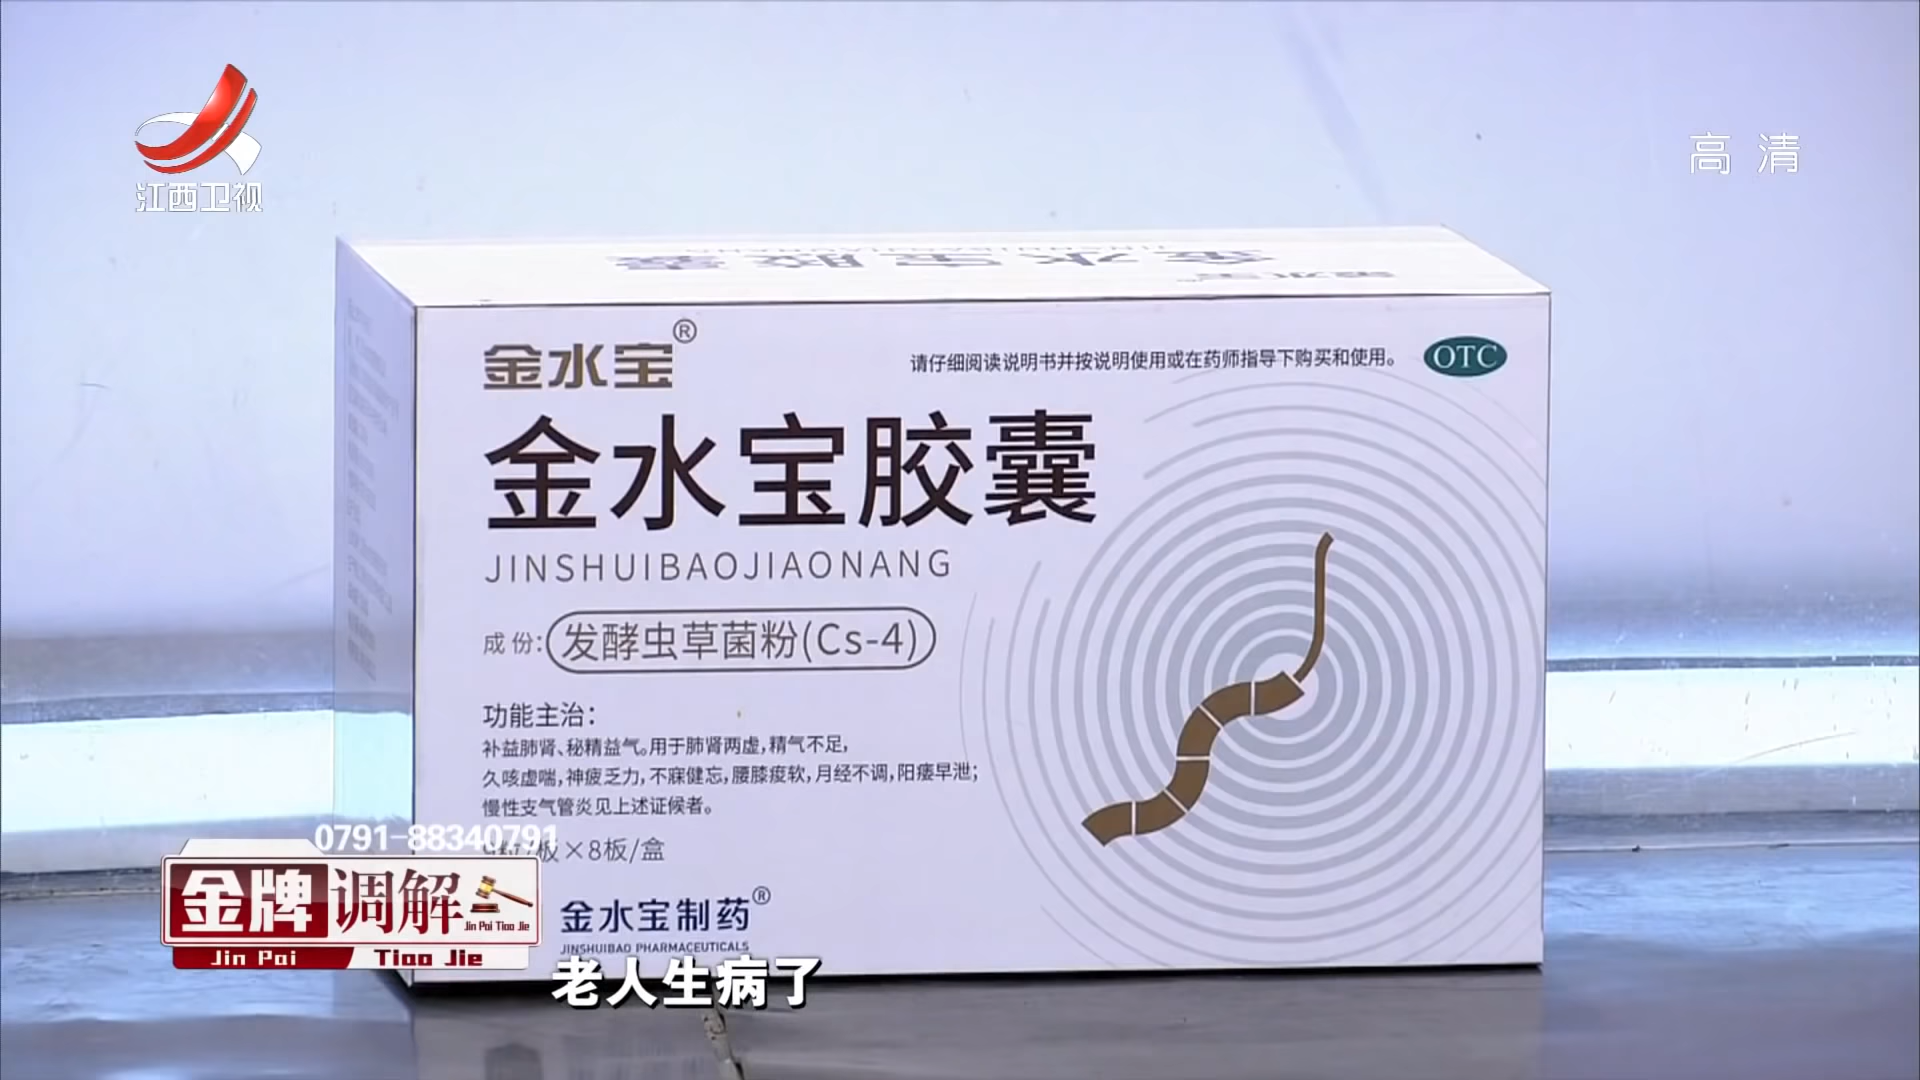 江西卫视
高清
金水宝®
请仔细阅读说明书并按说明使用或在药师指导下购买和使用。
OTC
金水宝胶囊
JINSHUIBAOJIAONANG
成份:发酵虫草菌粉(Cs-4)
功能主治：
补益肺肾、秘精益气。用于肺肾两虚,精气不足,
久咳虚喘,神疲乏力,不寐健忘,腰膝痠软,月经不调,阳痿早泄;
慢性支气管炎见上述证候者。
板×8板/盒
0791-88340791
金牌调解
Jin Pai Tiao Jie
Jin Pai Tiao Jie
金水宝制药®
JINSHUIBAO PHARMACEUTICALS
老人生病了